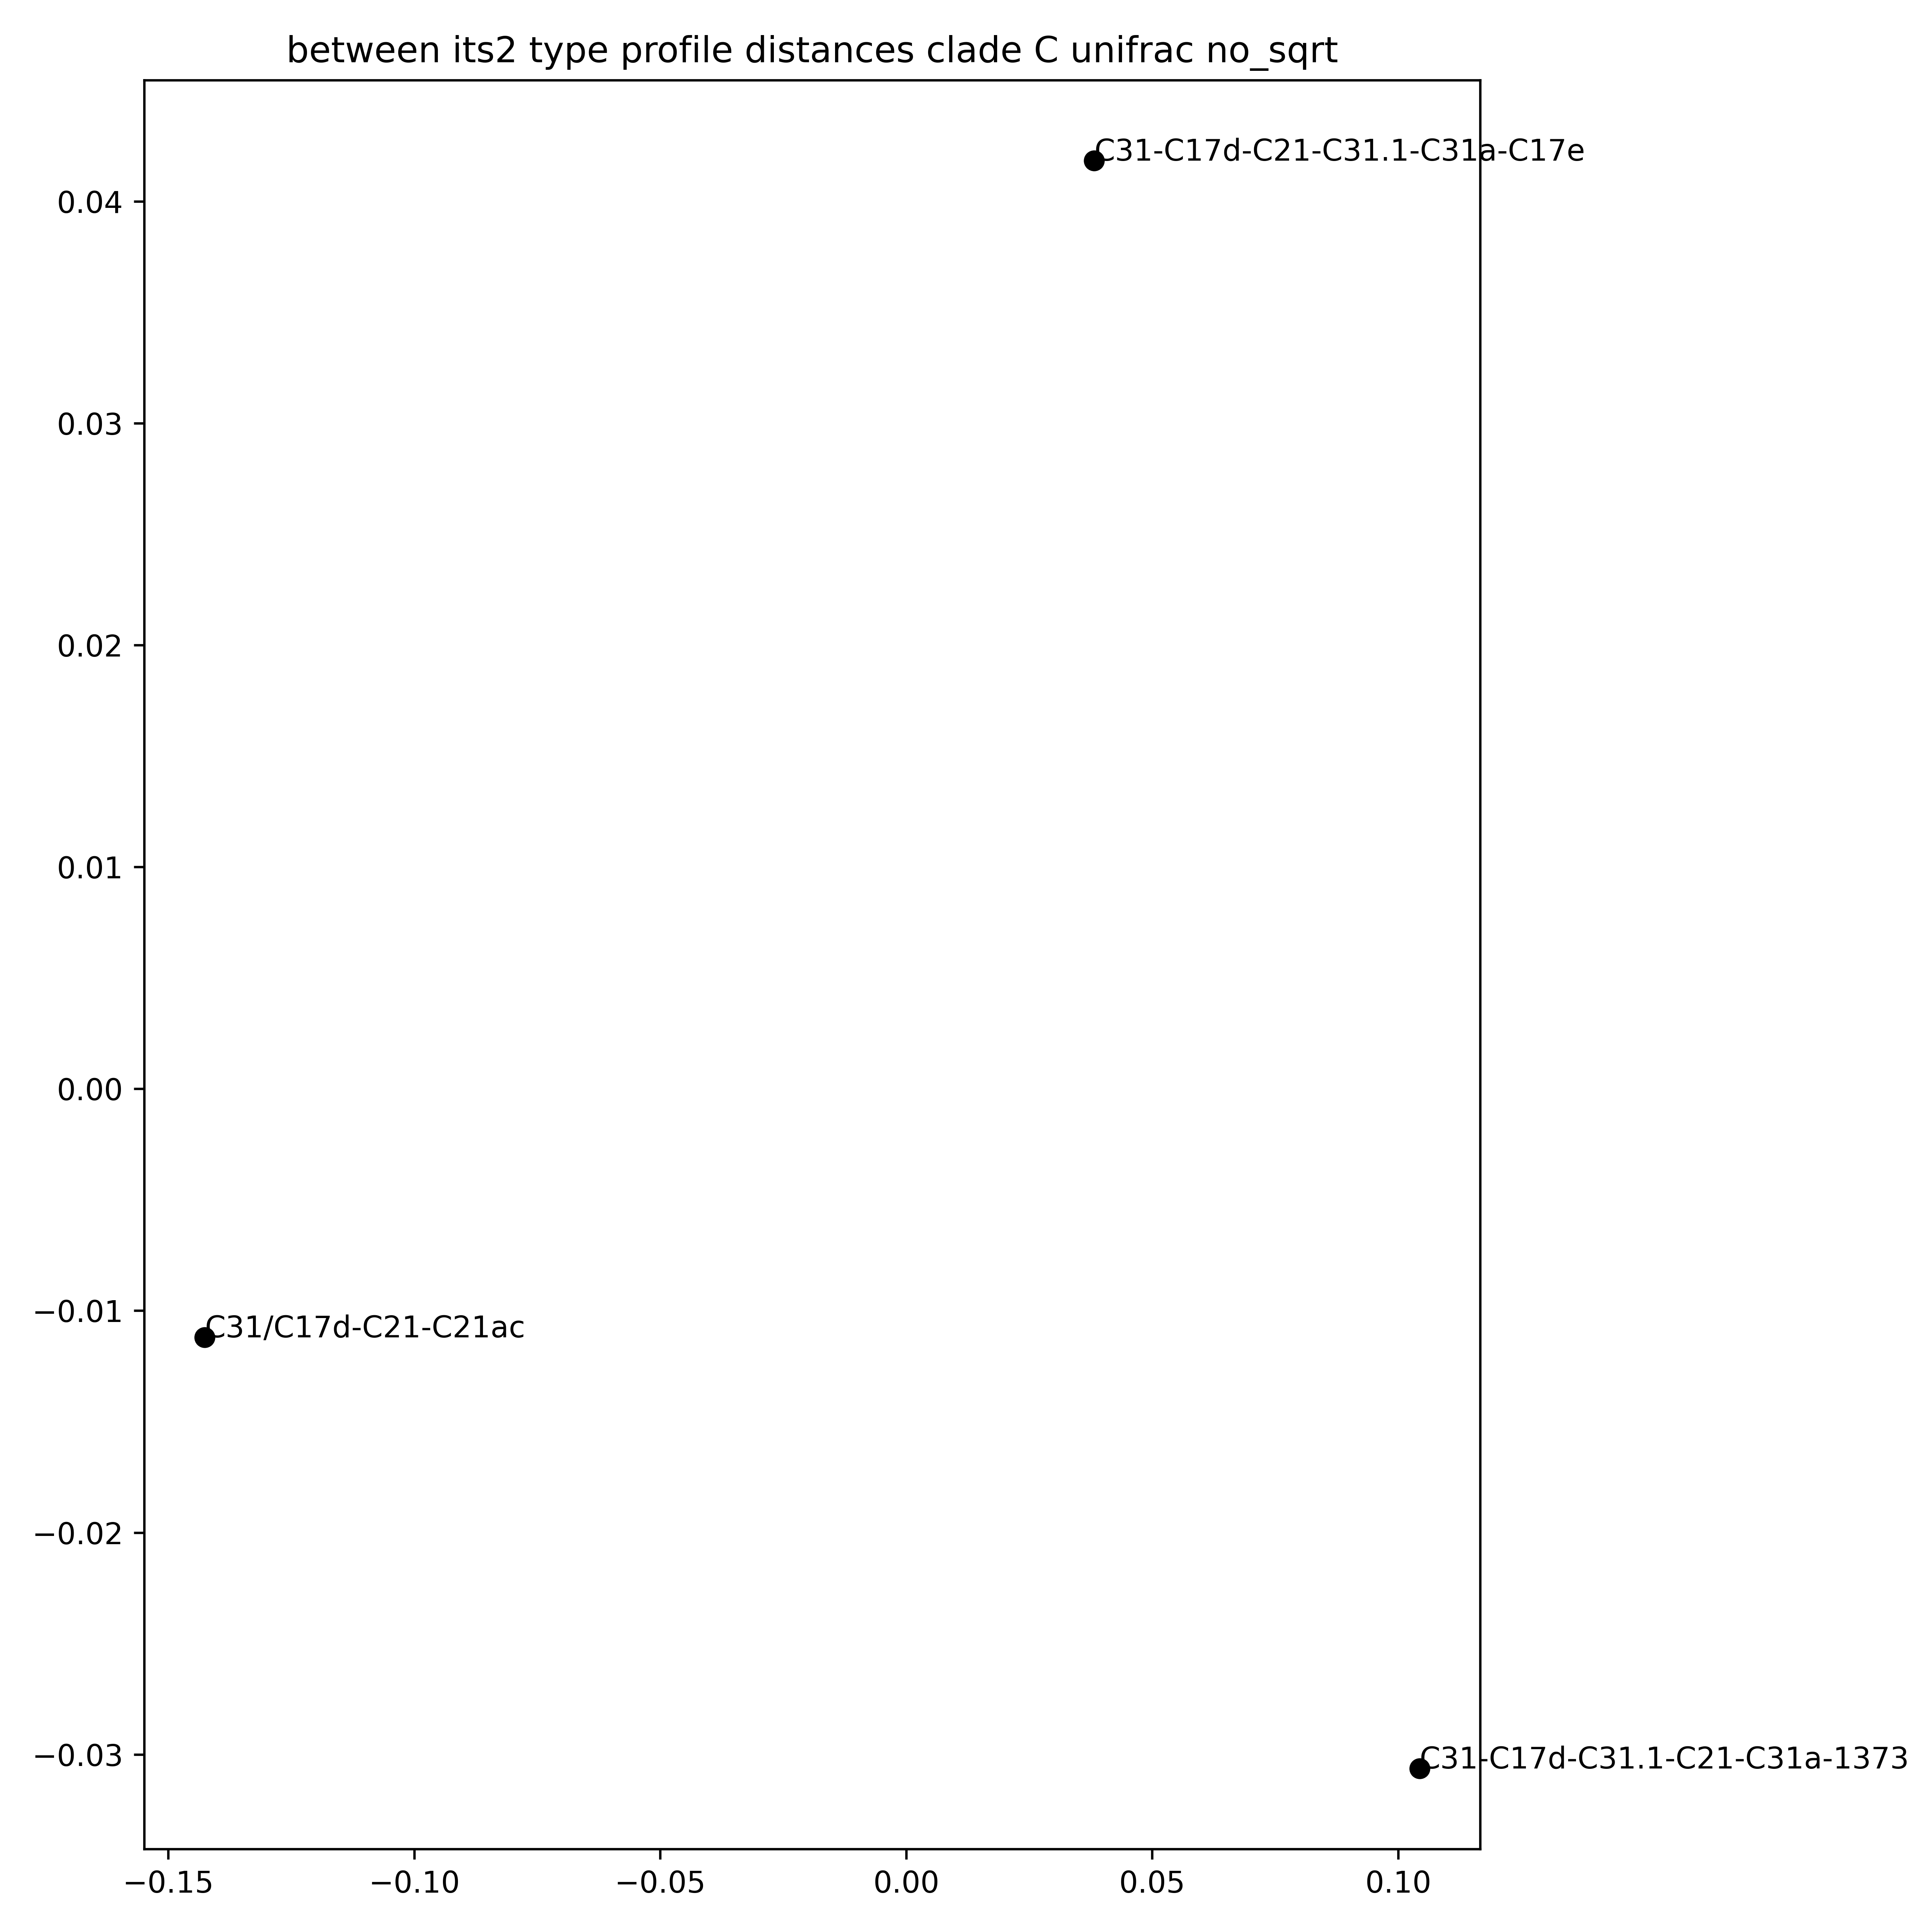 between its2 type profile distances clade C unifrac no_sqrt
C31-C17d-C21-C31.1-C31a-C17e
0.04
0.03
0.02
0.01
0.00
−0.01
C31/C17d-C21-C21ac
−0.02
−0.03
C31-C17d-C31.1-C21-C31a-1373
−0.15 −0.10 −0.05 0.00 0.05 0.10